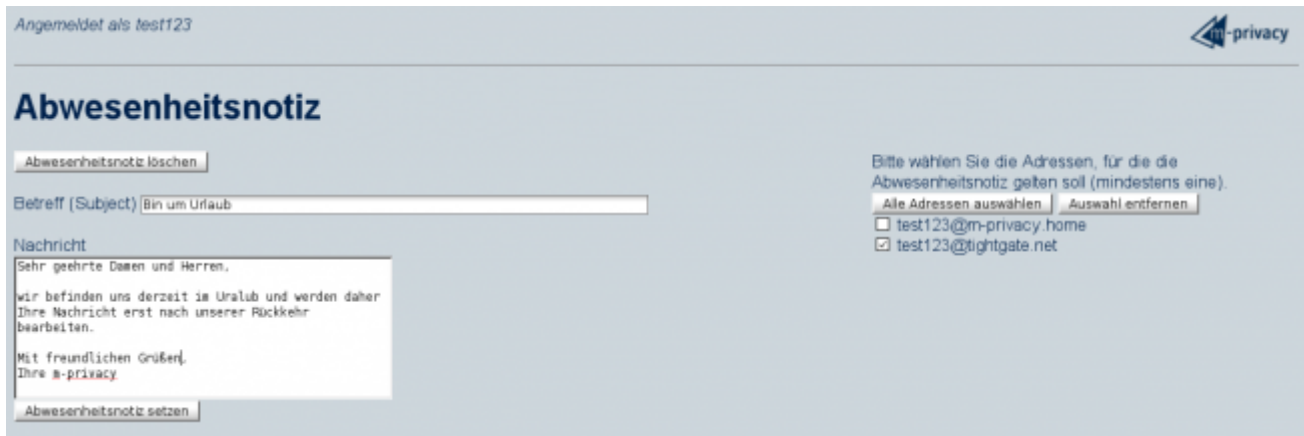 Angemeldet als test123
m-privacy
Abwesenheitsnotiz
Abwesenheitsnotiz löschen
Betreff (Subject) Bin um Urlaub
Nachricht
Sehr geehrte Damen und Herren,
wir befinden uns derzeit im Uralub und werden daher
Ihre Nachricht erst nach unserer Rückkehr
bearbeiten.
Mit freundlichen Grüßen,
Ihre m-privacy
Abwesenheitsnotiz setzen
Bitte wählen Sie die Adressen, für die die
Abwesenheitsnotiz gelten soll (mindestens eine).
Alle Adressen auswählen Auswahl entfernen
test123@m-privacy.home
test123@tightgate.net